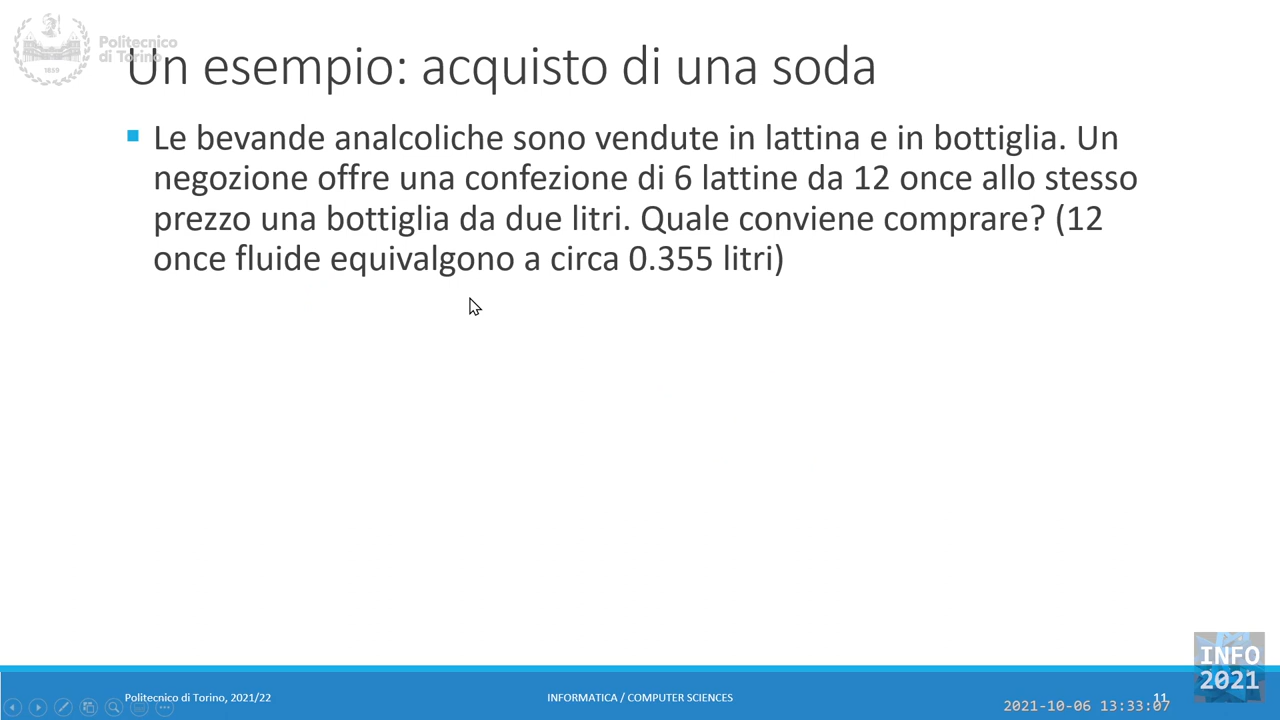 Politecnico
di Torino
1859
Un esempio: acquisto di una soda
Le bevande analcoliche sono vendute in lattina e in bottiglia. Un
negozione offre una confezione di 6 lattine da 12 once allo stesso
prezzo una bottiglia da due litri. Quale conviene comprare? (12
once fluide equivalgono a circa 0.355 litri)
Politecnico di Torino, 2021/22
INFORMATICA / COMPUTER SCIENCES
11
INFO
2021
2021-10-06 13:33:07